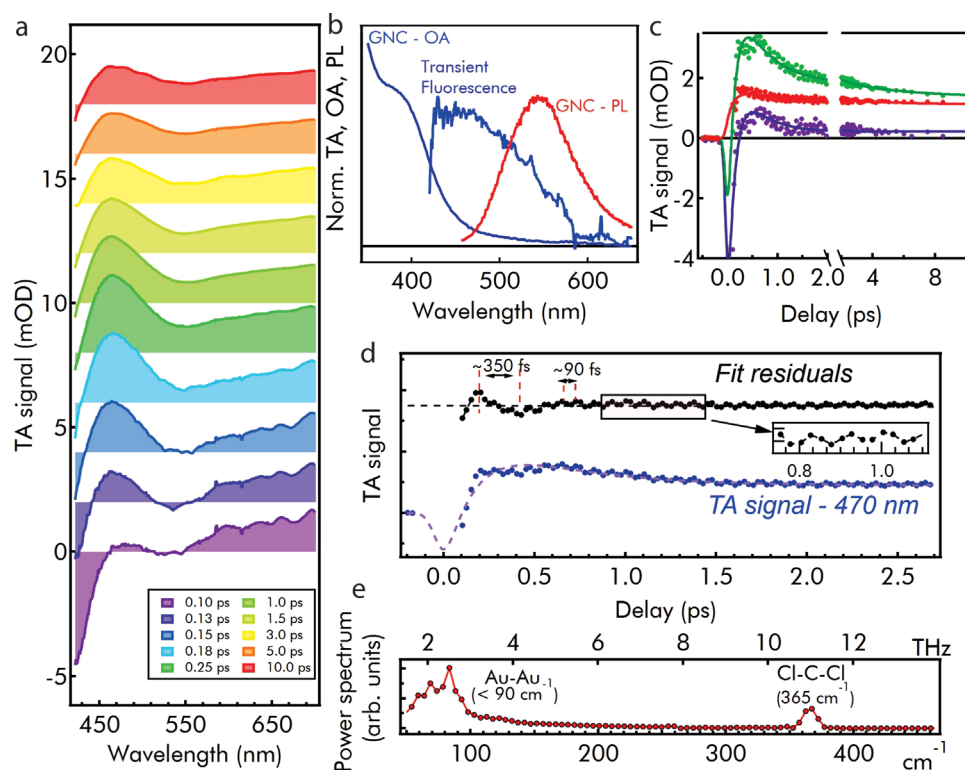 a
20
15
10
5
0
-5
TA signal (mOD)
0.10 ps
0.13 ps
0.15 ps
0.18 ps
0.25 ps
1.0 ps
1.5 ps
3.0 ps
5.0 ps
10.0 ps
450 550 650
Wavelength (nm)
b
GNC - OA
Transient
Fluorescence
GNC - PL
Norm. TA, OA, PL
400 500 600
Wavelength (nm)
c
2
0
-2
-4
TA signal (mOD)
0.0 1.0 2.0 4 8
Delay (ps)
d
~350 fs
~90 fs
Fit residuals
0.8 1.0
TA signal - 470 nm
TA signal
0.0 0.5 1.0 1.5 2.0 2.5
Delay (ps)
e
2 4 6 8 10 12 THz
Au-Au
(< 90 cm-1)
Cl-C-Cl
(365 cm-1)
Power spectrum
(arb. units)
100 200 300 400 cm-1